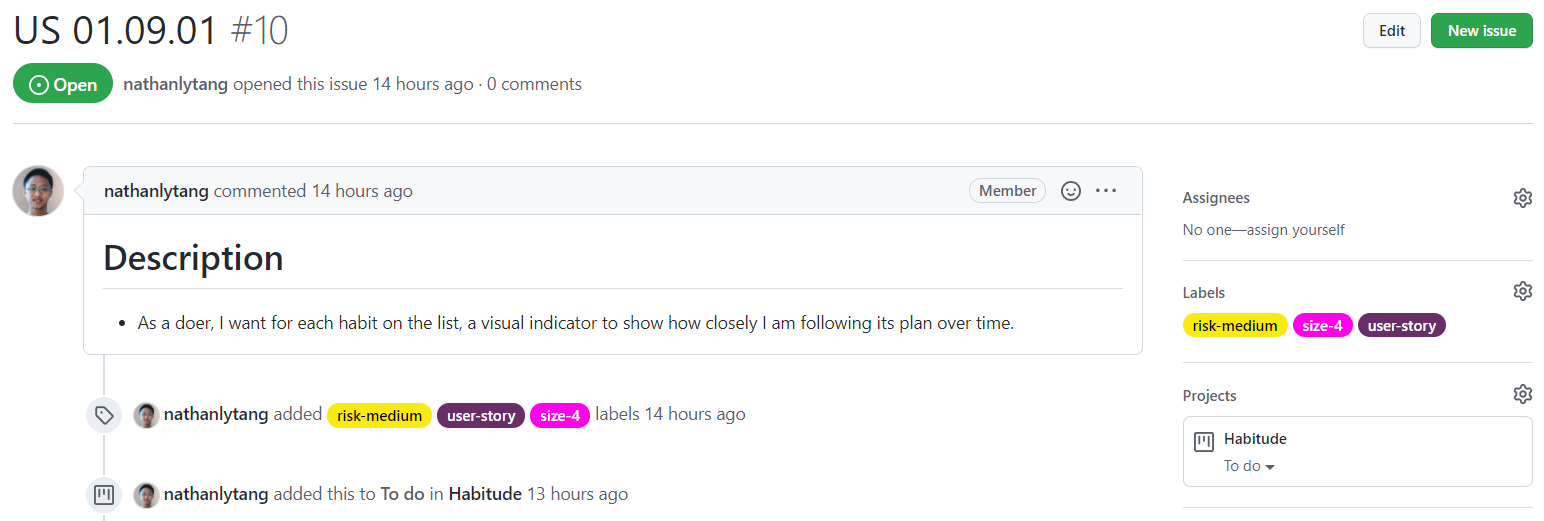 US 01.09.01 #10
Edit
New issue
Open
nathanlytang opened this issue 14 hours ago · 0 comments
nathanlytang commented 14 hours ago
Member
Description
• As a doer, I want for each habit on the list, a visual indicator to show how closely I am following its plan over time.
nathanlytang added risk-medium user-story size-4 labels 14 hours ago
nathanlytang added this to To do in Habitude 13 hours ago
Assignees
No one—assign yourself
Labels
risk-medium size-4 user-story
Projects
Habitude
To do